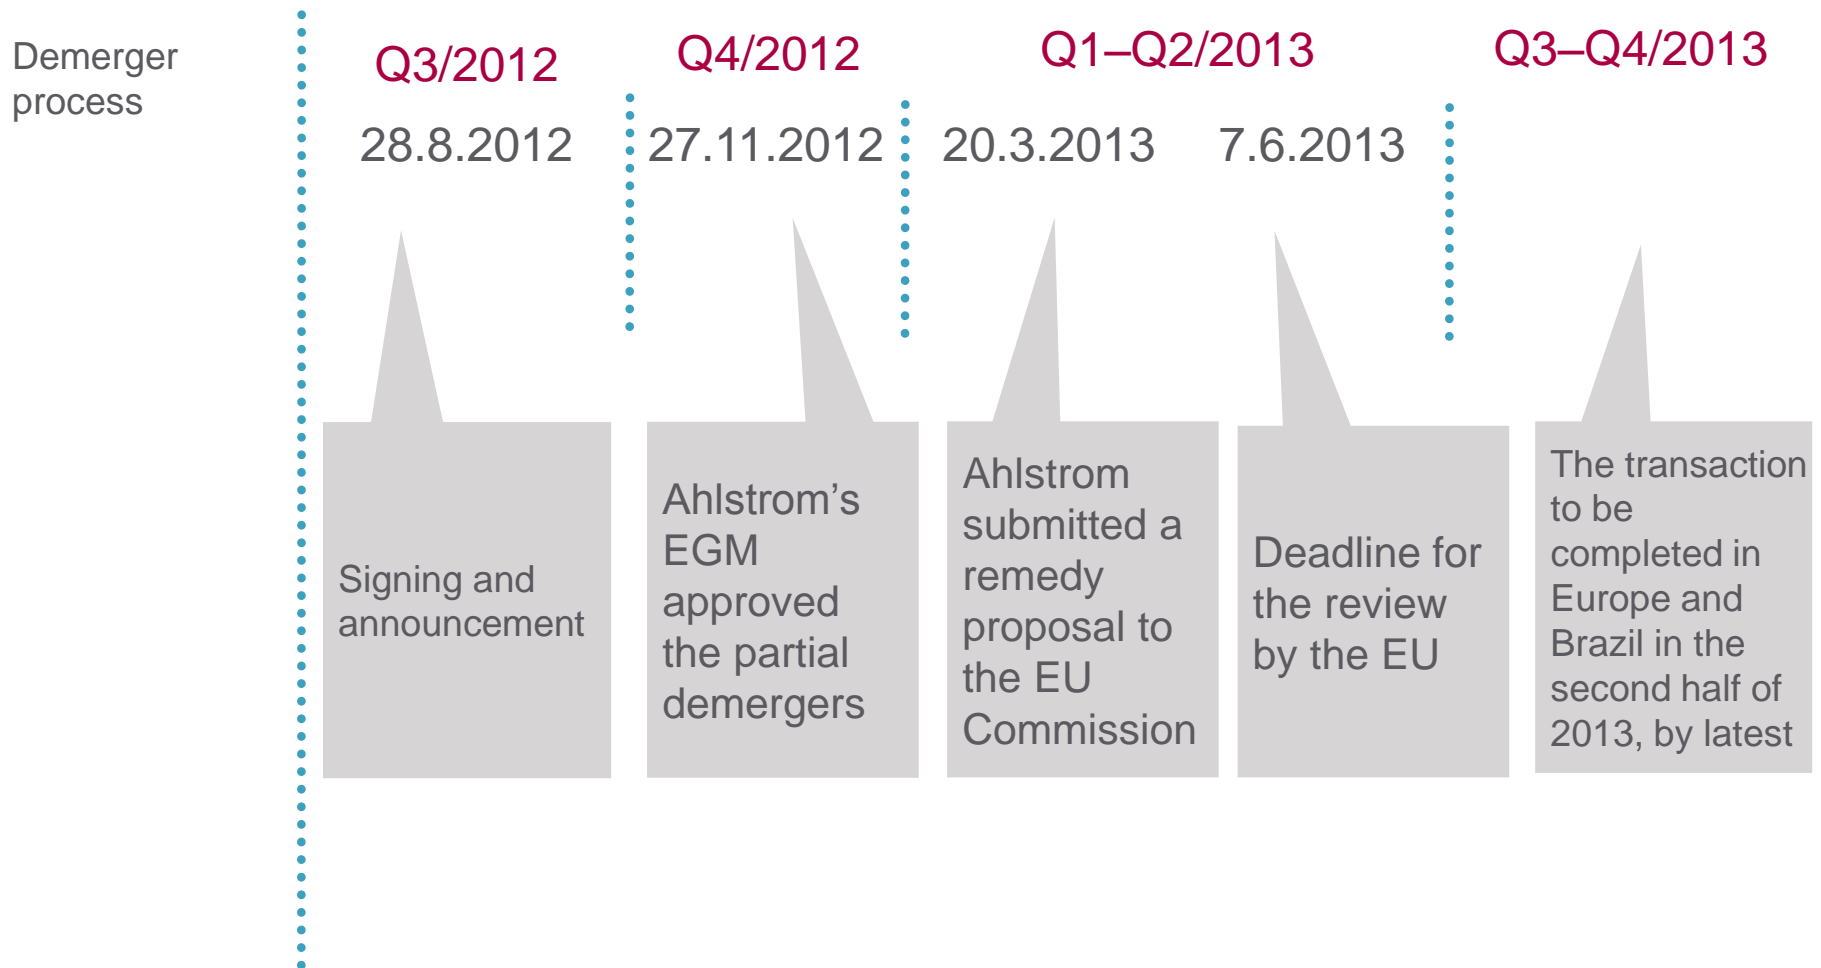 Demerger
process
Q3/2012
Q4/2012
Q1–Q2/2013
Q3–Q4/2013
28.8.2012
27.11.2012
20.3.2013
7.6.2013
Signing and
announcement
Ahlstrom’s
EGM
approved
the partial
demergers
Ahlstrom
submitted a
remedy
proposal to
the EU
Commission
Deadline for
the review
by the EU
The transaction
to be
completed in
Europe and
Brazil in the
second half of
2013, by latest